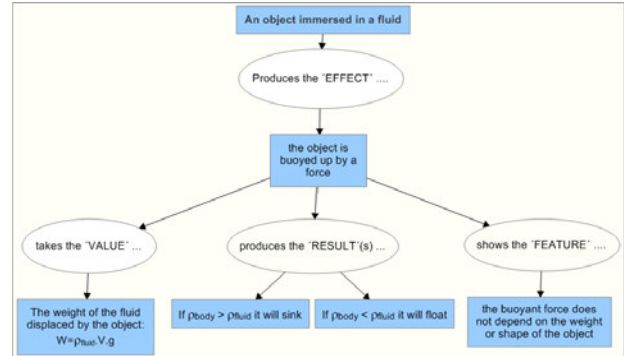 An object immersed in a fluid
Produces the ´EFFECT´ ....
the object is
buoyed up by a
force
takes the ´VALUE´ ...
produces the ´RESULT´(s) ...
shows the ´FEATURE´ ....
The weight of the fluid
displaced by the object:
W=ρfluid.V.g
If ρbody > ρfluid it will sink
If ρbody < ρfluid it will float
the buoyant force does
not depend on the weight
or shape of the object